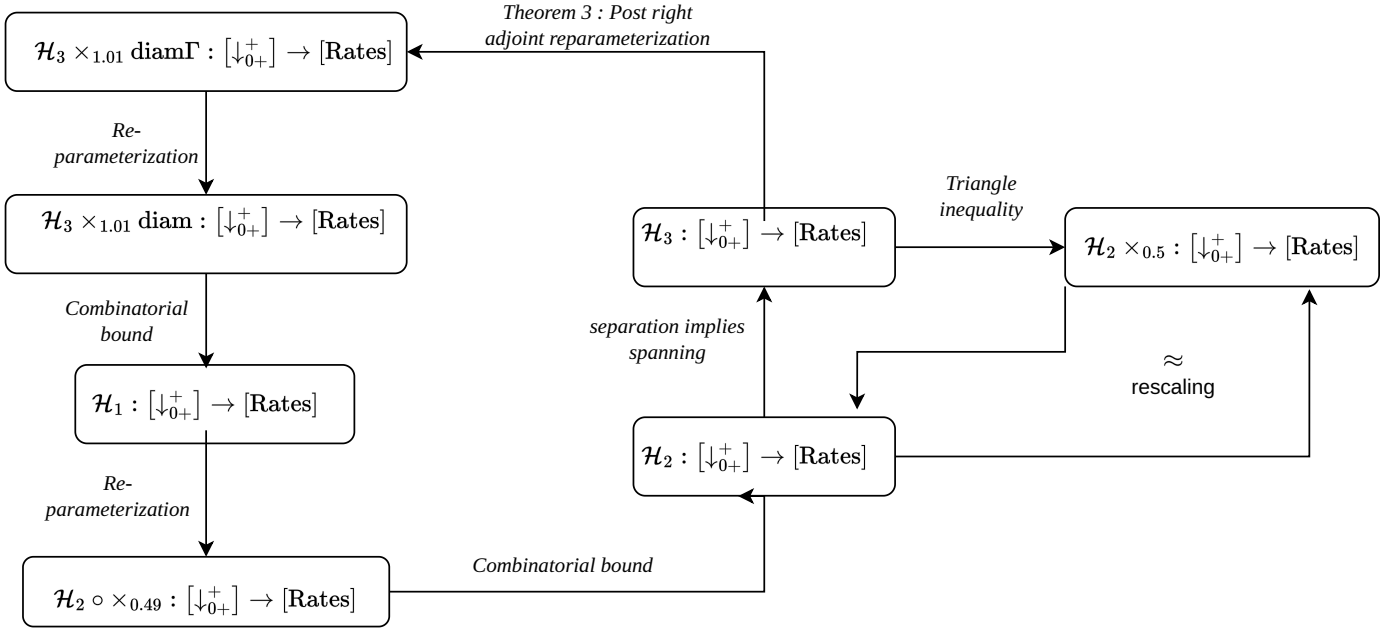 Theorem 3 : Post right
adjoint reparameterization
ℋ₃ ×₁.₀₁ diamΓ : [↓₀₊⁺] → [Rates]
Re-
parameterization
ℋ₃ ×₁.₀₁ diam : [↓₀₊⁺] → [Rates]
Combinatorial
bound
ℋ₁ : [↓₀₊⁺] → [Rates]
Re-
parameterization
ℋ₂ ∘ ×₀.₄₉ : [↓₀₊⁺] → [Rates]
Combinatorial bound
ℋ₂ : [↓₀₊⁺] → [Rates]
separation implies
spanning
ℋ₃ : [↓₀₊⁺] → [Rates]
Triangle
inequality
ℋ₂ ×₀.₅ : [↓₀₊⁺] → [Rates]
≈
rescaling